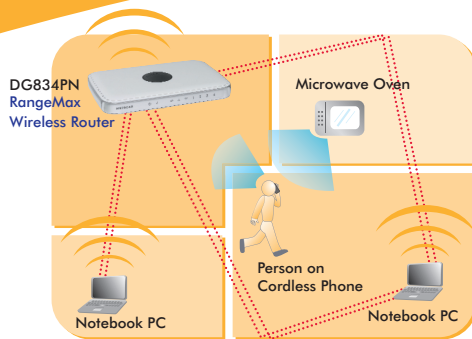 DG834PN
RangeMax
Wireless Router
Microwave Oven
Person on
Cordless Phone
Notebook PC
Notebook PC